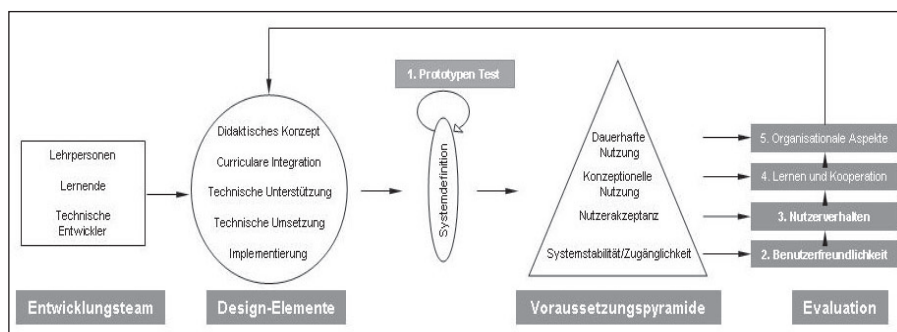 1. Prototypen Test
Lehrpersonen
Lernende
Technische
Entwickler
Didaktisches Konzept
Curriculare Integration
Technische Unterstützung
Technische Umsetzung
Implementierung
Systemdefinition
Dauerhafte
Nutzung
Konzeptionelle
Nutzung
Nutzerakzeptanz
Systemstabilität/Zugänglichkeit
5. Organisationale Aspekte
4. Lernen und Kooperation
3. Nutzerverhalten
2. Benutzerfreundlichkeit
Entwicklungsteam
Design-Elemente
Voraussetzungspyramide
Evaluation